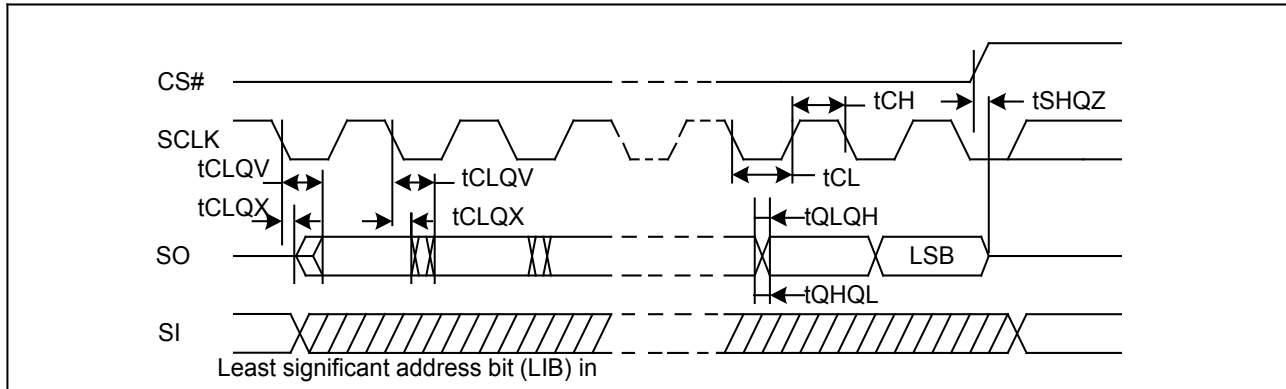 CS#
tCH
tSHQZ
SCLK
tCLQV
tCLQV
tCL
tCLQX
tCLQX
tQLQH
SO
LSB
tQHQL
SI
Least significant address bit (LIB) in